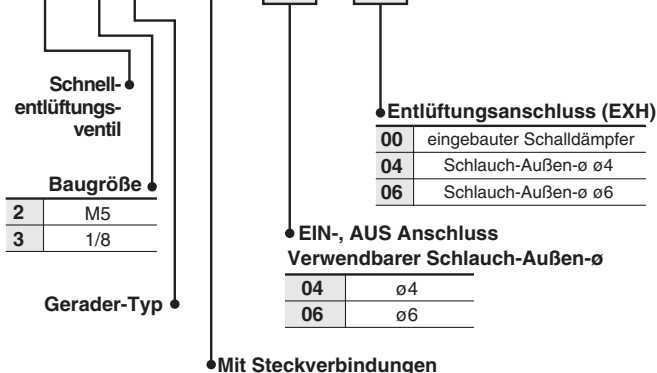 Schnell-
entlüftungs-
ventil
Baugröße
2 M5
3 1/8
Gerader-Typ
Entlüftungsanschluss (EXH)
00 eingebauter Schalldämpfer
04 Schlauch-Außen-ø ø4
06 Schlauch-Außen-ø ø6
EIN-, AUS Anschluss
Verwendbarer Schlauch-Außen-ø
04 ø4
06 ø6
Mit Steckverbindungen